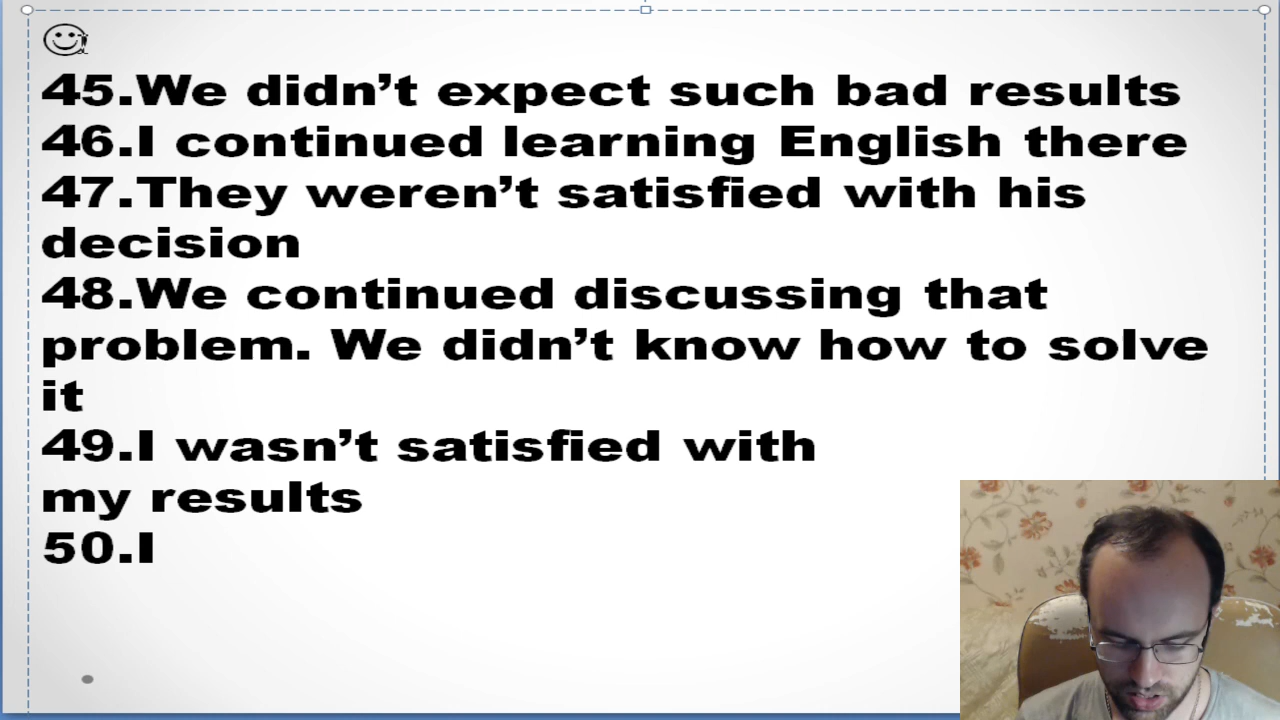 45.We didn’t expect such bad results
46.I continued learning English there
47.They weren’t satisfied with his
decision
48.We continued discussing that
problem. We didn’t know how to solve
it
49.I wasn’t satisfied with
my results
50.I